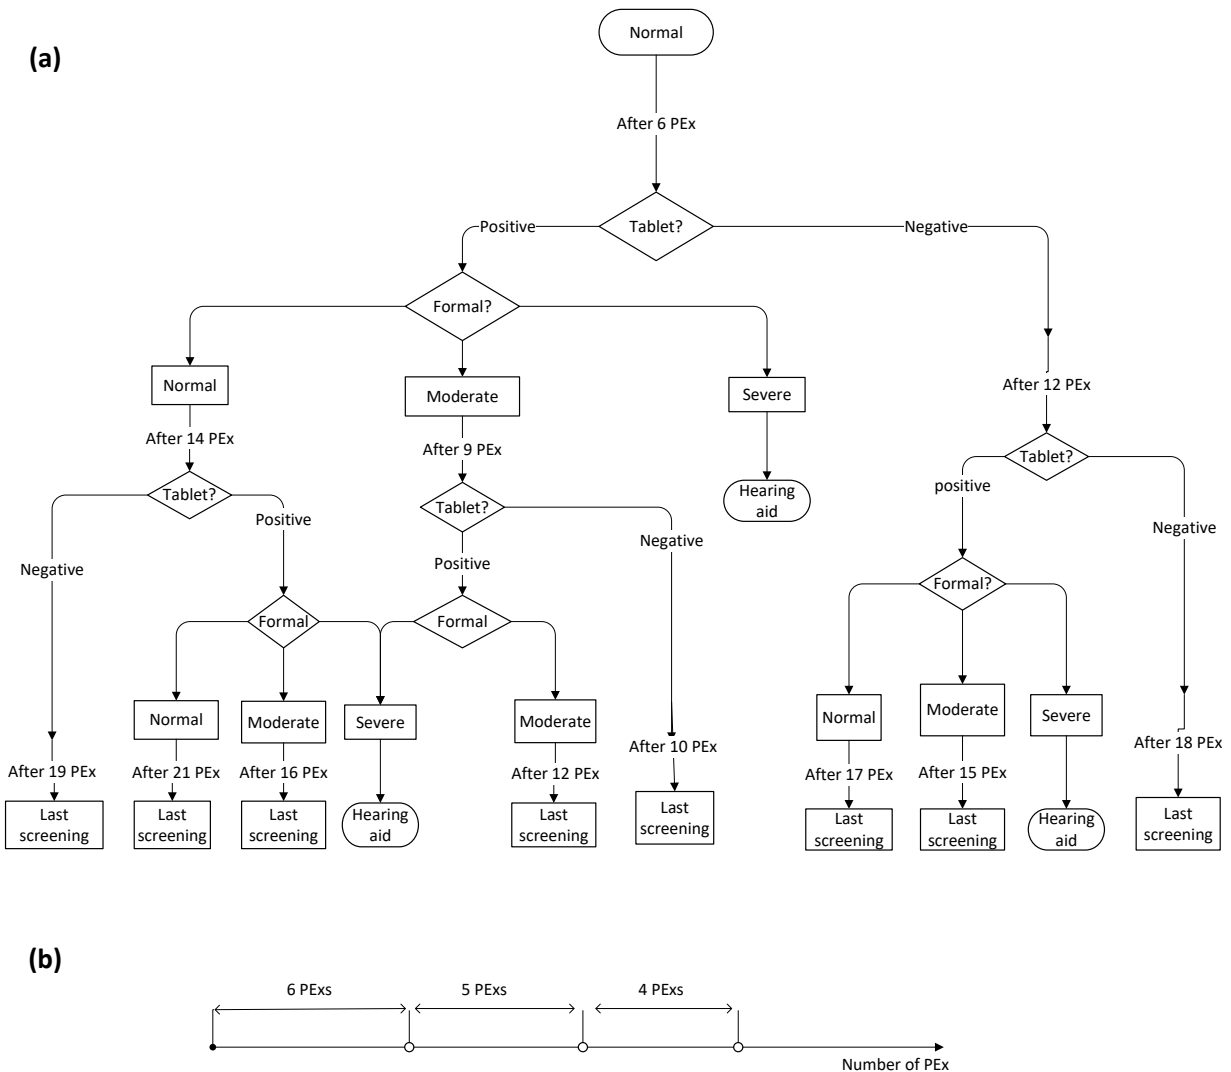 (a)
Normal
After 6 PEx
Positive
Tablet?
Negative
Formal?
Normal
Moderate
Severe
After 12 PEx
After 14 PEx
After 9 PEx
Tablet?
Tablet?
Tablet?
Hearing
aid
positive
Positive
Negative
Negative
Positive
Negative
Formal?
Formal
Formal
Normal
Moderate
Severe
Moderate
Normal
Moderate
Severe
After 19 PEx
After 21 PEx
After 16 PEx
After 12 PEx
After 10 PEx
After 17 PEx
After 15 PEx
After 18 PEx
Last
screening
Last
screening
Last
screening
Hearing
aid
Last
screening
Last
screening
Last
screening
Last
screening
Hearing
aid
Last
screening
(b)
6 PExs
5 PExs
4 PExs
Number of PEx